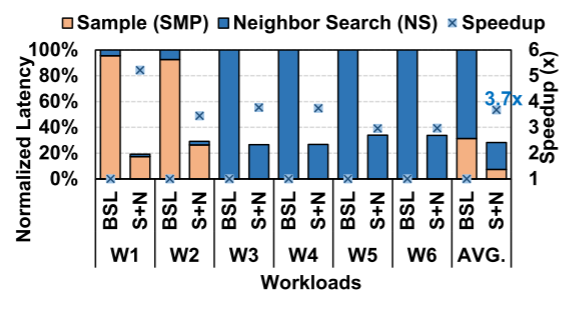 Sample (SMP) Neighbor Search (NS) Speedup
Normalized Latency
100%
80%
60%
40%
20%
0%
6
5
4
3
2
1
Speedup (x)
3.7x
BSL S+N BSL S+N BSL S+N BSL S+N BSL S+N BSL S+N BSL S+N
W1 W2 W3 W4 W5 W6 AVG.
Workloads